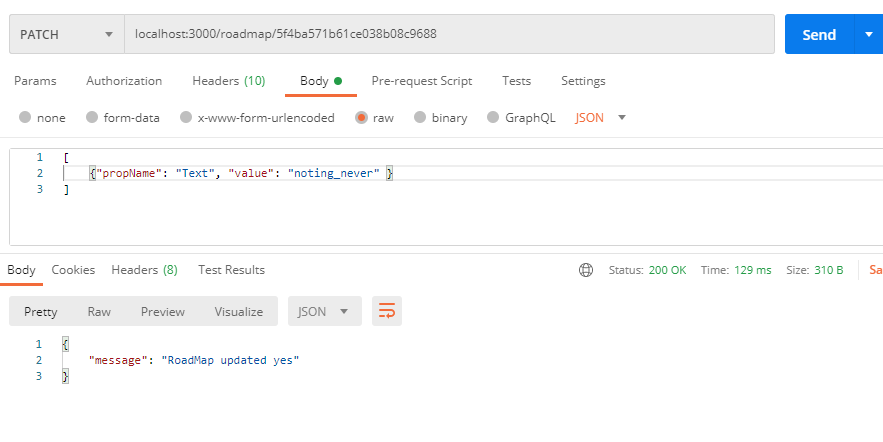 PATCH localhost:3000/roadmap/5f4ba571b61ce038b08c9688 Send
Params Authorization Headers (10) Body Pre-request Script Tests Settings
none form-data x-www-form-urlencoded raw binary GraphQL JSON
1 [
2 {"propName": "Text", "value": "noting_never" }
3 ]
Body Cookies Headers (8) Test Results Status: 200 OK Time: 129 ms Size: 310 B Sa
Pretty Raw Preview Visualize JSON
1 {
2 "message": "RoadMap updated yes"
3 }